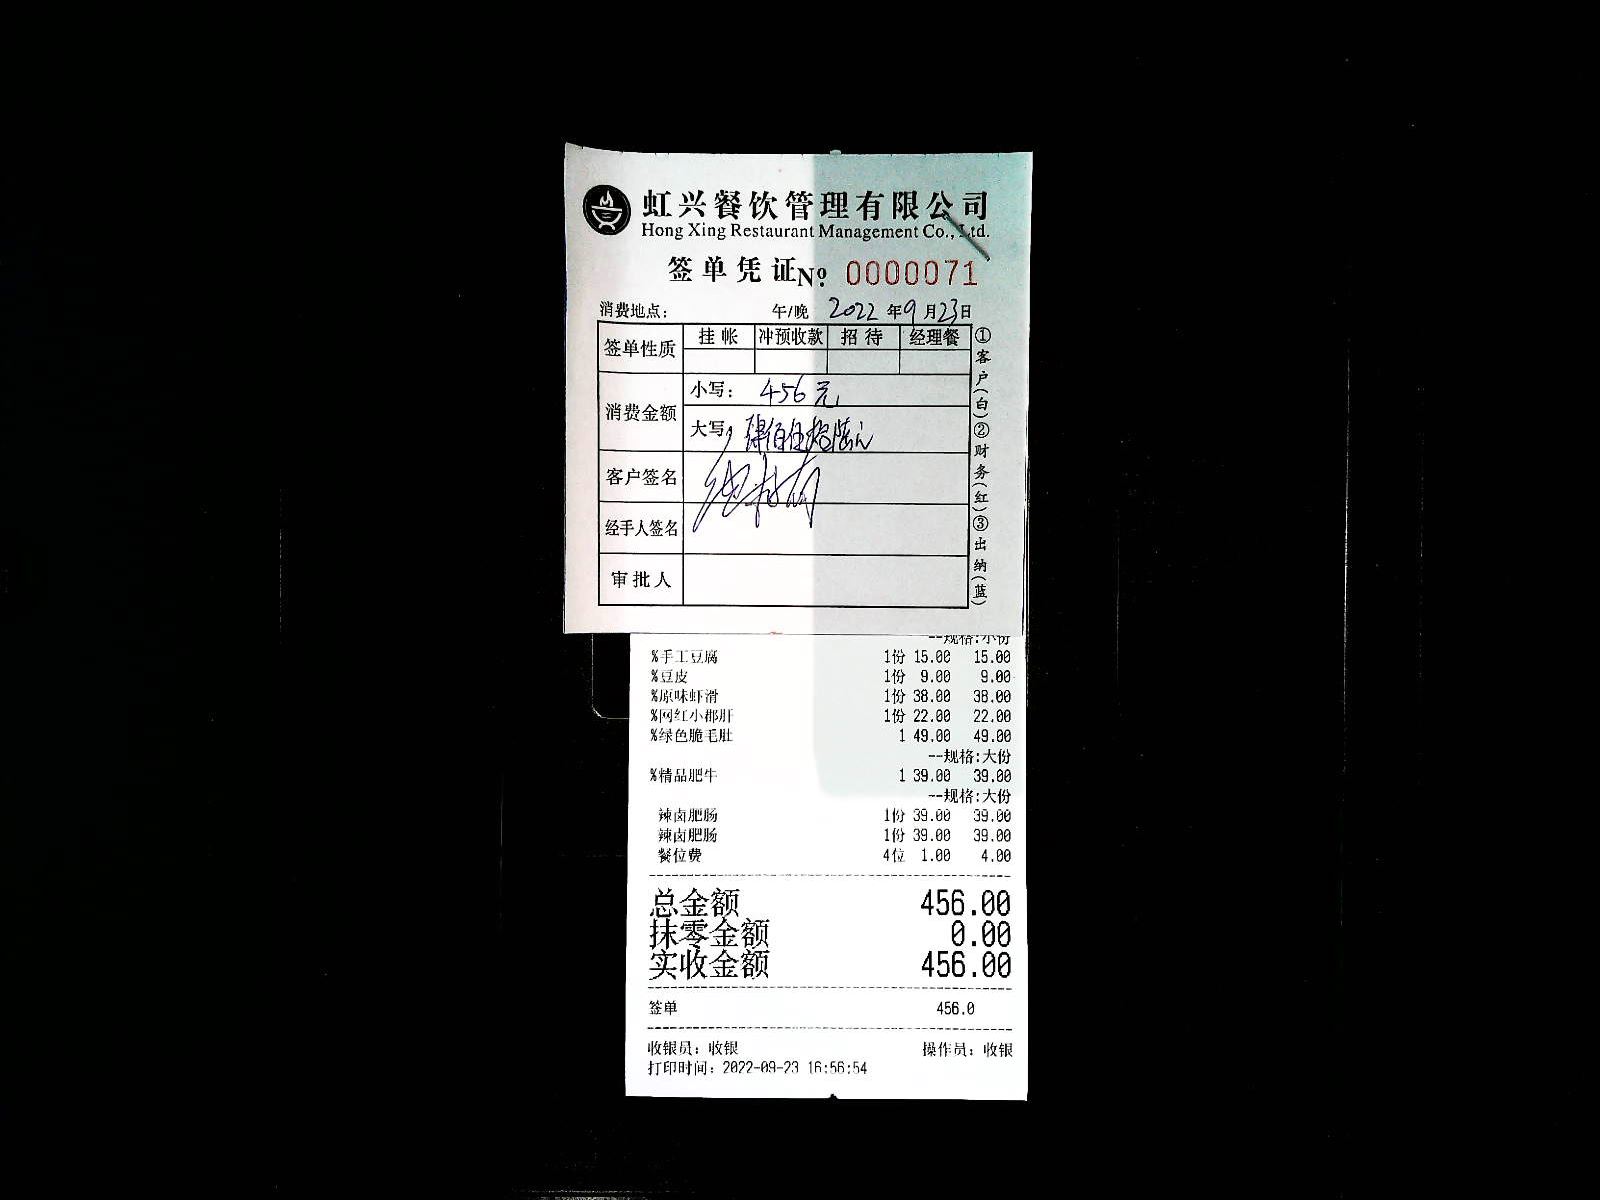 虹兴餐饮管理有限公司
Hong Xing Restaurant Management Co., Ltd.
签单凭证 Nº: 0000071
消费地点: 午/晚 2022 年 9 月 23 日
签单性质 挂帐 冲预收款 招待 经理餐
消费金额 小写: 456元
大写: 肆佰伍拾陆元
客户签名
经手人签名
审批人
①客户(白)②财务(红)③出纳(蓝)
--规格:小份
%手工豆腐 1份 15.00 15.00
%豆皮 1份 9.00 9.00
%原味虾滑 1份 38.00 38.00
%网红小郡肝 1份 22.00 22.00
%绿色脆毛肚 1 49.00 49.00
--规格:大份
%精品肥牛 1 39.00 39.00
--规格:大份
辣卤肥肠 1份 39.00 39.00
辣卤肥肠 1份 39.00 39.00
餐位费 4位 1.00 4.00
总金额 456.00
抹零金额 0.00
实收金额 456.00
签单 456.0
收银员: 收银 操作员: 收银
打印时间: 2022-09-23 16:56:54